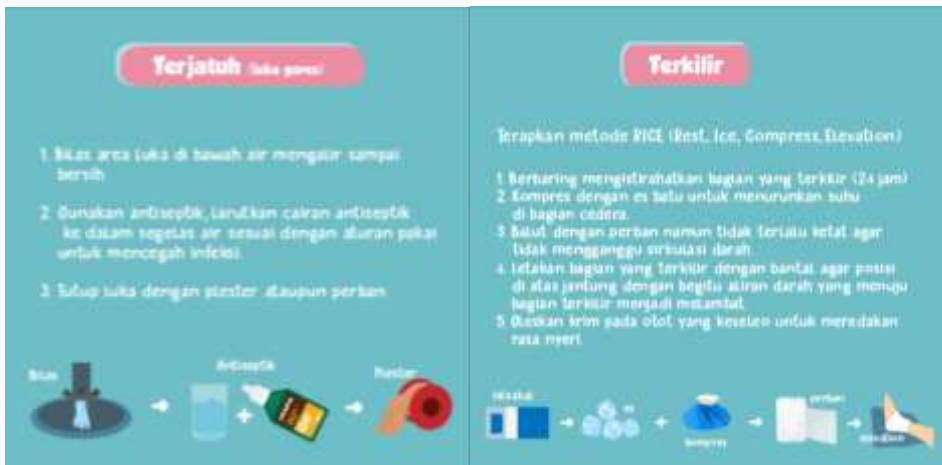 Terjatuh (luka gores)
1. Bilas area luka di bawah air mengalir sampai
bersih
2. Gunakan antiseptik, Larutkan cairan antiseptik
ke dalam segelas air sesuai dengan aturan pakai
untuk mencegah infeksi.
3. Tutup luka dengan plester ataupun perban
Bilas
Antiseptik
Plester
Terkilir
Terapkan metode RICE (Rest, Ice, Compress, Elevation)
1. Berbaring mengistirahatkan bagian yang terkilir (24 jam)
2. Kompres dengan es batu untuk menurunkan suhu
di bagian cedera.
3. Balut dengan perban namun tidak terlalu ketat agar
tidak mengganggu sirkulasi darah
4. Letakan bagian yang terkilir dengan bantal agar posisi
di atas jantung dengan begitu aliran darah yang menuju
bagian terkilir menjadi melambat
5. Oleskan krim pada otot yang keseleo untuk meredakan
rasa nyeri
istirahat
es
kompres
perban